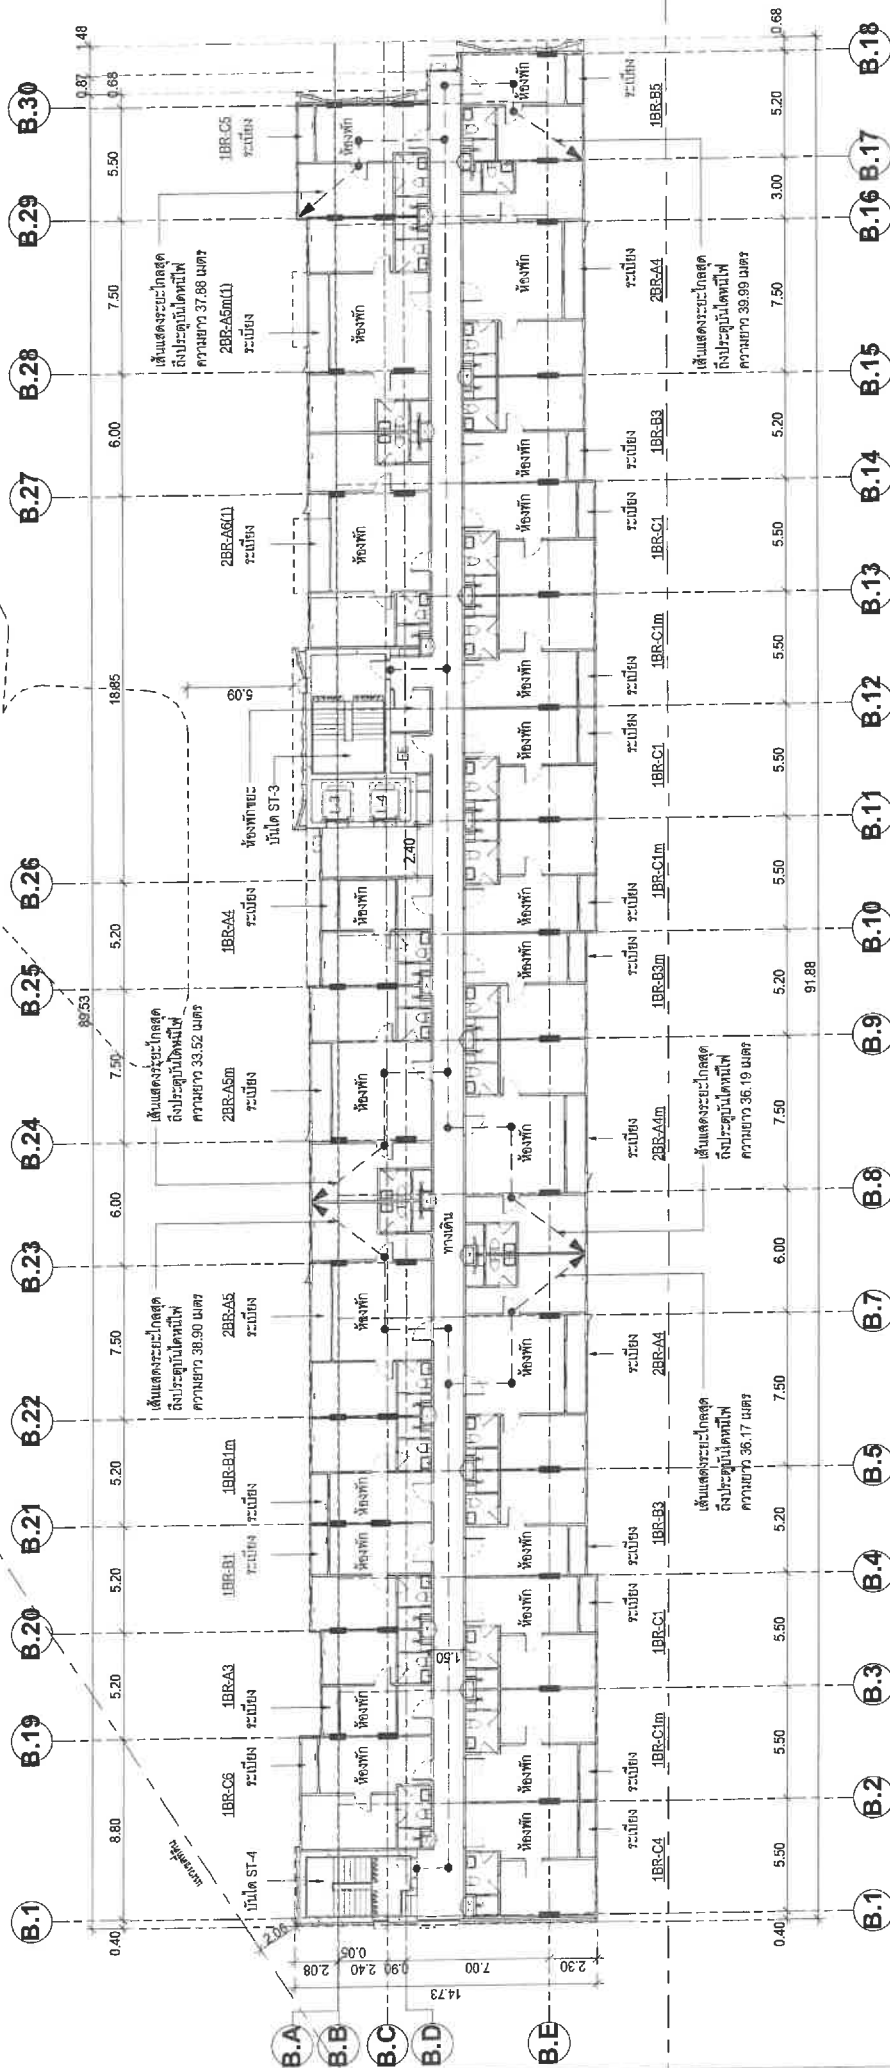 B.1
B.19
B.20
B.21
B.22
B.23
B.24
B.25
B.26
B.27
B.28
B.29
B.30
89.53
1.48
0.40
8.80
5.20
5.20
5.20
7.50
6.00
7.50
5.20
18.85
6.00
7.50
5.50
0.87
0.68
แนวเขตที่ดิน
เส้นแสดงระยะไกลสุด
ถึงประตูบันไดหนีไฟ
ความยาว 38.90 เมตร
เส้นแสดงระยะไกลสุด
ถึงประตูบันไดหนีไฟ
ความยาว 33.52 เมตร
เส้นแสดงระยะไกลสุด
ถึงประตูบันไดหนีไฟ
ความยาว 37.88 เมตร
2.06
บันได ST-4
1BR-C6
ระเบียง
1BR-A3
ระเบียง
1BR-B1
ระเบียง
1BR-B1m
ระเบียง
2BR-A5
ระเบียง
2BR-A5m
ระเบียง
1BR-A4
ระเบียง
ห้องพักขยะ
บันได ST-3
5.09
2BR-A6(1)
ระเบียง
2BR-A5m(1)
ระเบียง
1BR-C5
ระเบียง
B.A
B.B
B.C
B.D
B.E
14.73
2.08
0.05
2.40
0.90
7.00
2.30
ห้องพัก
ห้องพัก
ห้องพัก
ห้องพัก
ห้องพัก
ห้องพัก
ห้องพัก
L-3
L-4
2.40
ห้องพัก
ห้องพัก
ห้องพัก
1.50
ทางเดิน
ห้องพัก
ห้องพัก
ห้องพัก
ห้องพัก
ห้องพัก
ห้องพัก
ห้องพัก
ห้องพัก
ห้องพัก
ห้องพัก
ห้องพัก
ห้องพัก
ห้องพัก
ระเบียง
1BR-C4
ระเบียง
1BR-C1m
ระเบียง
1BR-C1
ระเบียง
1BR-B3
ระเบียง
2BR-A4
ระเบียง
2BR-A4m
ระเบียง
1BR-B3m
ระเบียง
1BR-C1m
ระเบียง
1BR-C1
ระเบียง
1BR-C1m
ระเบียง
1BR-C1
ระเบียง
1BR-B3
ระเบียง
2BR-A4
ระเบียง
1BR-B5
เส้นแสดงระยะไกลสุด
ถึงประตูบันไดหนีไฟ
ความยาว 36.17 เมตร
เส้นแสดงระยะไกลสุด
ถึงประตูบันไดหนีไฟ
ความยาว 36.19 เมตร
เส้นแสดงระยะไกลสุด
ถึงประตูบันไดหนีไฟ
ความยาว 39.99 เมตร
0.40
5.50
5.50
5.50
5.20
7.50
6.00
7.50
5.20
5.50
5.50
5.50
5.50
5.20
7.50
3.00
5.20
0.68
91.88
B.1
B.2
B.3
B.4
B.5
B.7
B.8
B.9
B.10
B.11
B.12
B.13
B.14
B.15
B.16
B.17
B.18